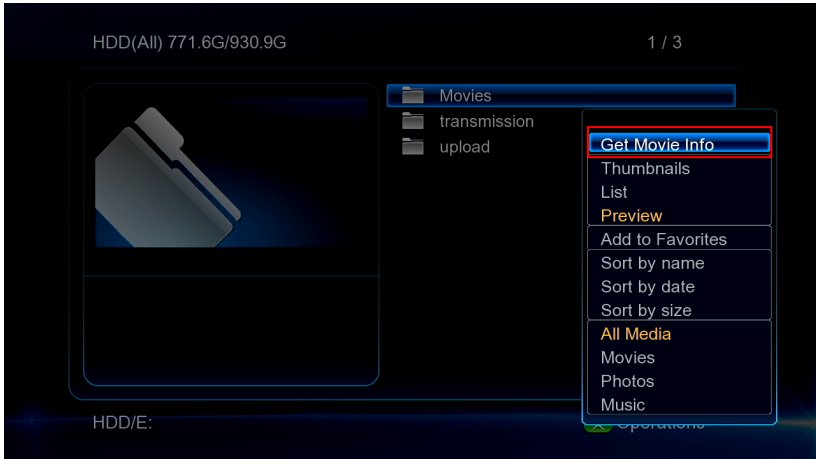 HDD(All) 771.6G/930.9G
1 / 3
Movies
transmission
upload
Get Movie Info
Thumbnails
List
Preview
Add to Favorites
Sort by name
Sort by date
Sort by size
All Media
Movies
Photos
Music
HDD/E:
Operations